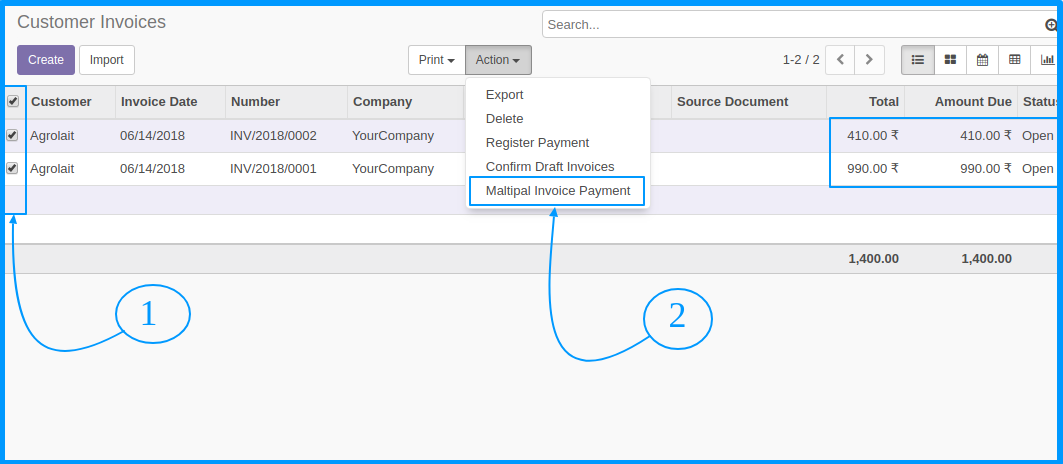 Customer Invoices
Search...
Create Import Print Action 1-2 / 2
Customer Invoice Date Number Company Source Document Total Amount Due Status
Agrolait 06/14/2018 INV/2018/0002 YourCompany 410.00 ₹ 410.00 ₹ Open
Agrolait 06/14/2018 INV/2018/0001 YourCompany 990.00 ₹ 990.00 ₹ Open
Export
Delete
Register Payment
Confirm Draft Invoices
Maltipal Invoice Payment
1,400.00 1,400.00
1
2